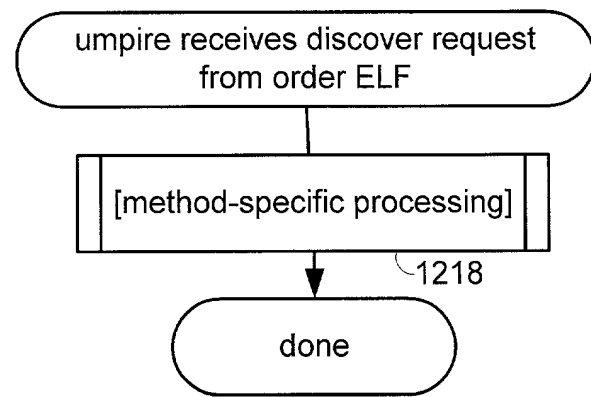 umpire receives discover request
from order ELF
[method-specific processing]
1218
done